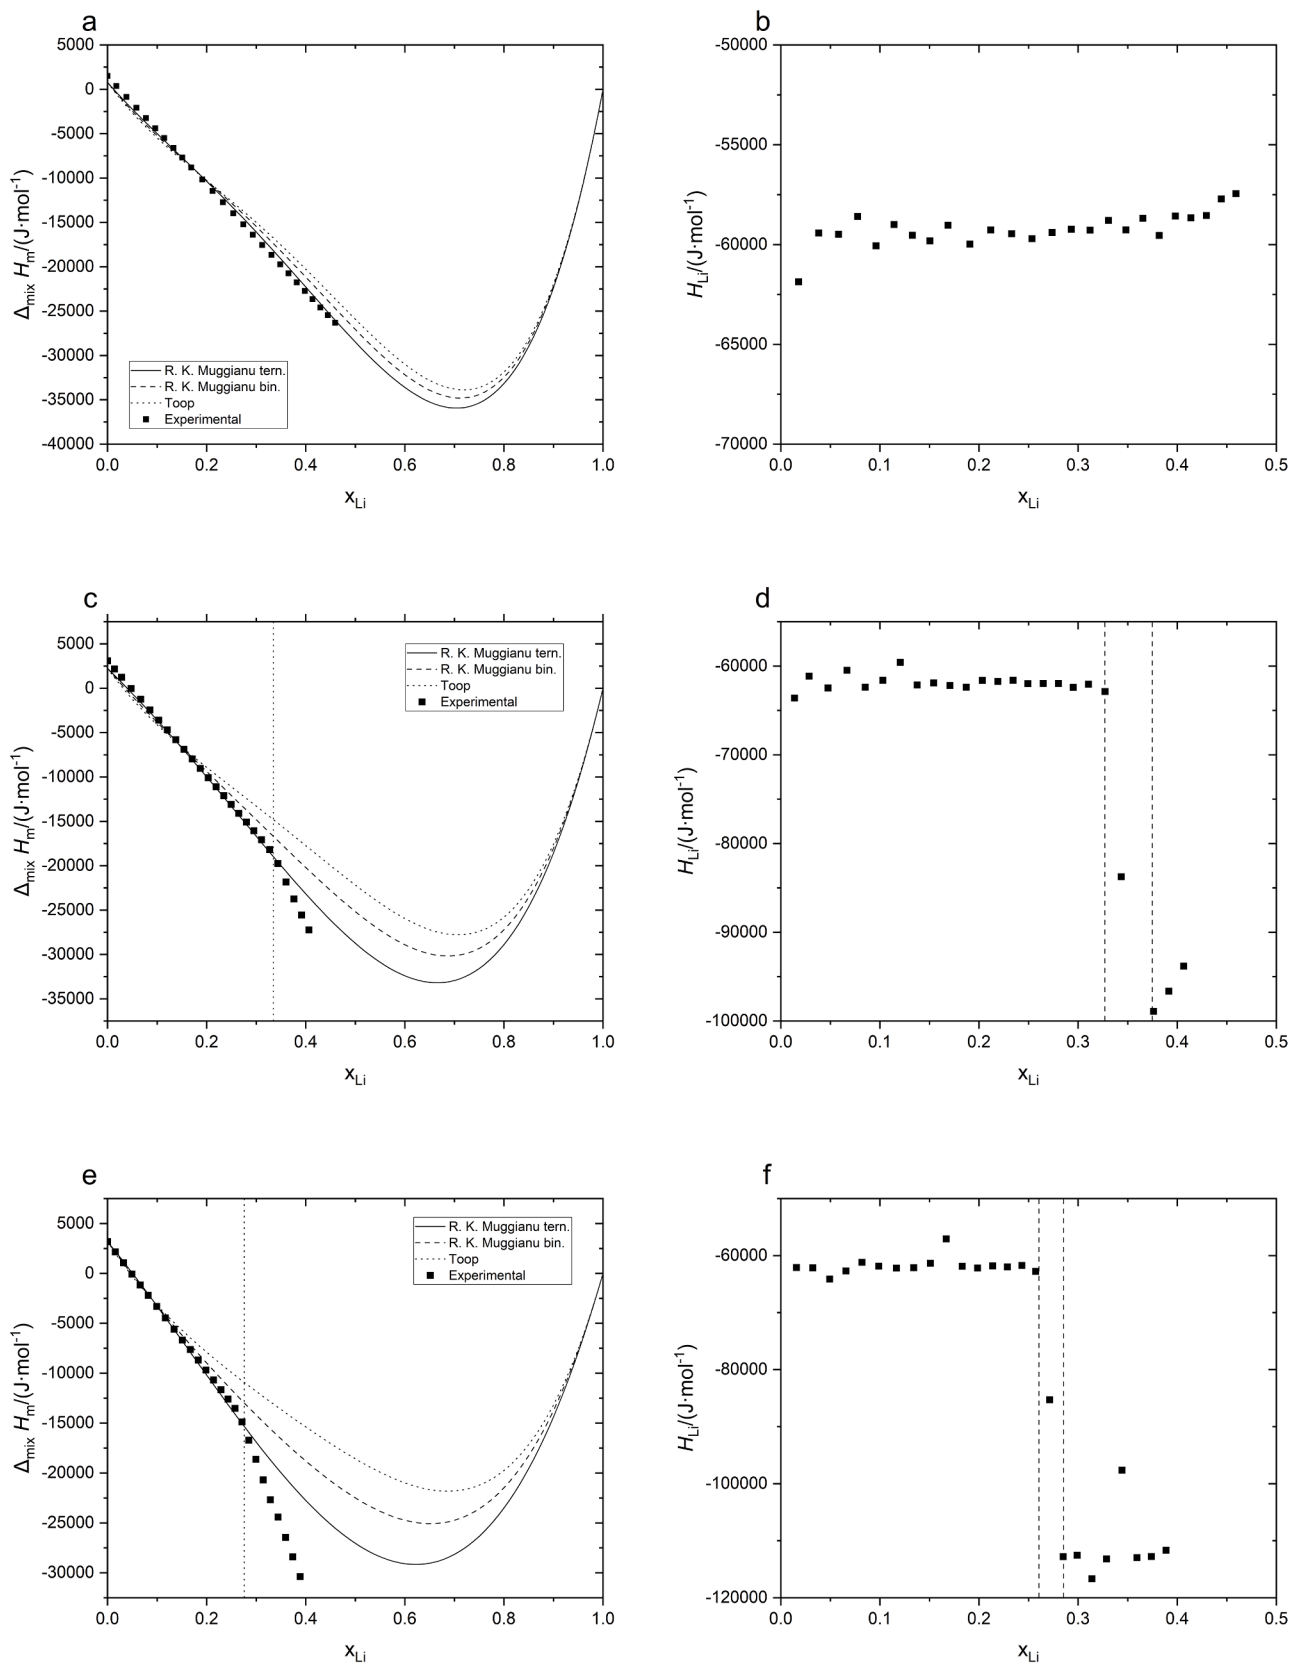 a
5000
0
-5000
-10000
-15000
-20000
-25000
-30000
-35000
-40000
Δmix Hm/(J·mol-1)
R. K. Muggianu tern.
R. K. Muggianu bin.
Toop
Experimental
0.0 0.2 0.4 0.6 0.8 1.0
xLi
b
-50000
-55000
-60000
-65000
-70000
HLi/(J·mol-1)
0.0 0.1 0.2 0.3 0.4 0.5
xLi
c
5000
0
-5000
-10000
-15000
-20000
-25000
-30000
-35000
Δmix Hm/(J·mol-1)
R. K. Muggianu tern.
R. K. Muggianu bin.
Toop
Experimental
0.0 0.2 0.4 0.6 0.8 1.0
xLi
d
-60000
-70000
-80000
-90000
-100000
HLi/(J·mol-1)
0.0 0.1 0.2 0.3 0.4 0.5
xLi
e
5000
0
-5000
-10000
-15000
-20000
-25000
-30000
Δmix Hm/(J·mol-1)
R. K. Muggianu tern.
R. K. Muggianu bin.
Toop
Experimental
0.0 0.2 0.4 0.6 0.8 1.0
xLi
f
-60000
-80000
-100000
-120000
HLi/(J·mol-1)
0.0 0.1 0.2 0.3 0.4 0.5
xLi